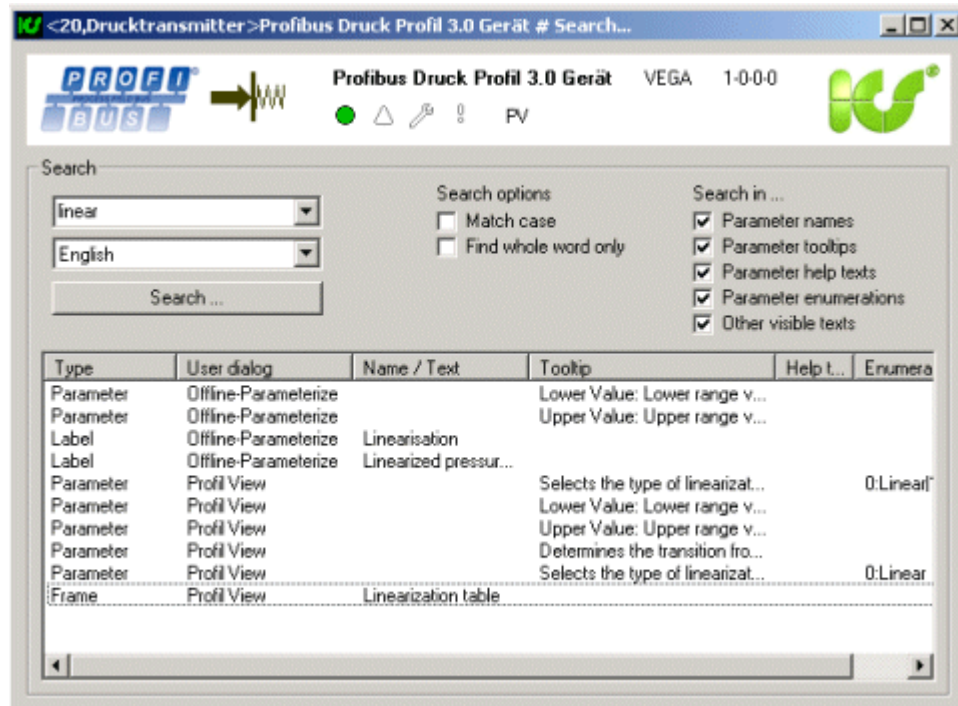 <20,Drucktransmitter>Profibus Druck Profil 3.0 Gerät # Search...
PROFI Profibus Druck Profil 3.0 Gerät VEGA 1-0-0-0
PROCESS FIELD BUS
BUS PV
Search
linear Search options Search in ...
Match case Parameter names
English Find whole word only Parameter tooltips
Parameter help texts
Search ... Parameter enumerations
Other visible texts
Type User dialog Name / Text Tooltip Help t... Enumera
Parameter Offline-Parameterize Lower Value: Lower range v...
Parameter Offline-Parameterize Upper Value: Upper range v...
Label Offline-Parameterize Linearisation
Label Offline-Parameterize Linearized pressur...
Parameter Profil View Selects the type of linearizat... 0:Linear
Parameter Profil View Lower Value: Lower range v...
Parameter Profil View Upper Value: Upper range v...
Parameter Profil View Determines the transition fro...
Parameter Profil View Selects the type of linearizat... 0:Linear
Frame Profil View Linearization table